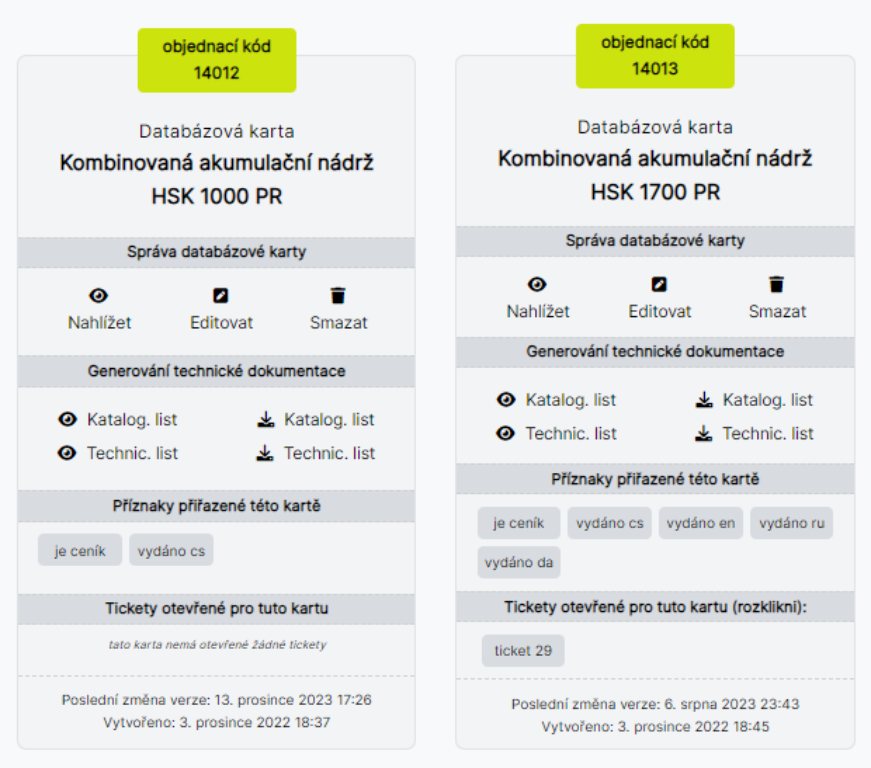 objednací kód
14012
Databázová karta
Kombinovaná akumulační nádrž
HSK 1000 PR
Správa databázové karty
Nahlížet Editovat Smazat
Generování technické dokumentace
Katalog. list Katalog. list
Technic. list Technic. list
Příznaky přiřazené této kartě
je ceník vydáno cs
Tickety otevřené pro tuto kartu
tato karta nemá otevřené žádné tickety
Poslední změna verze: 13. prosince 2023 17:26
Vytvořeno: 3. prosince 2022 18:37
objednací kód
14013
Databázová karta
Kombinovaná akumulační nádrž
HSK 1700 PR
Správa databázové karty
Nahlížet Editovat Smazat
Generování technické dokumentace
Katalog. list Katalog. list
Technic. list Technic. list
Příznaky přiřazené této kartě
je ceník vydáno cs vydáno en vydáno ru
vydáno da
Tickety otevřené pro tuto kartu (rozklikni):
ticket 29
Poslední změna verze: 6. srpna 2023 23:43
Vytvořeno: 3. prosince 2022 18:45